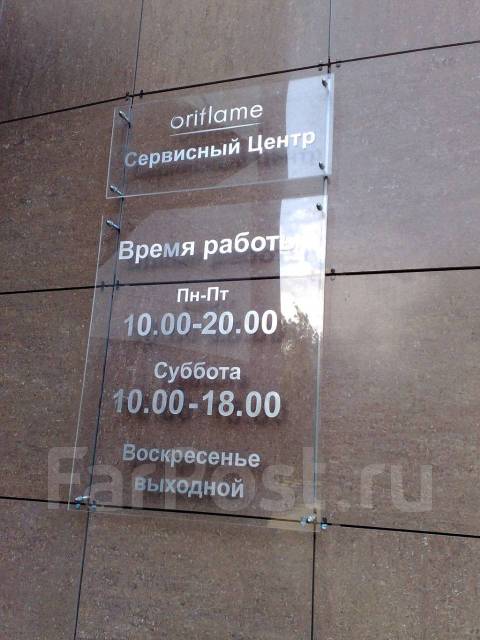 oriflame
Сервисный Центр
Время работы
Пн-Пт
10.00-20.00
Суббота
10.00-18.00
Воскресенье
выходной
FarPost.ru